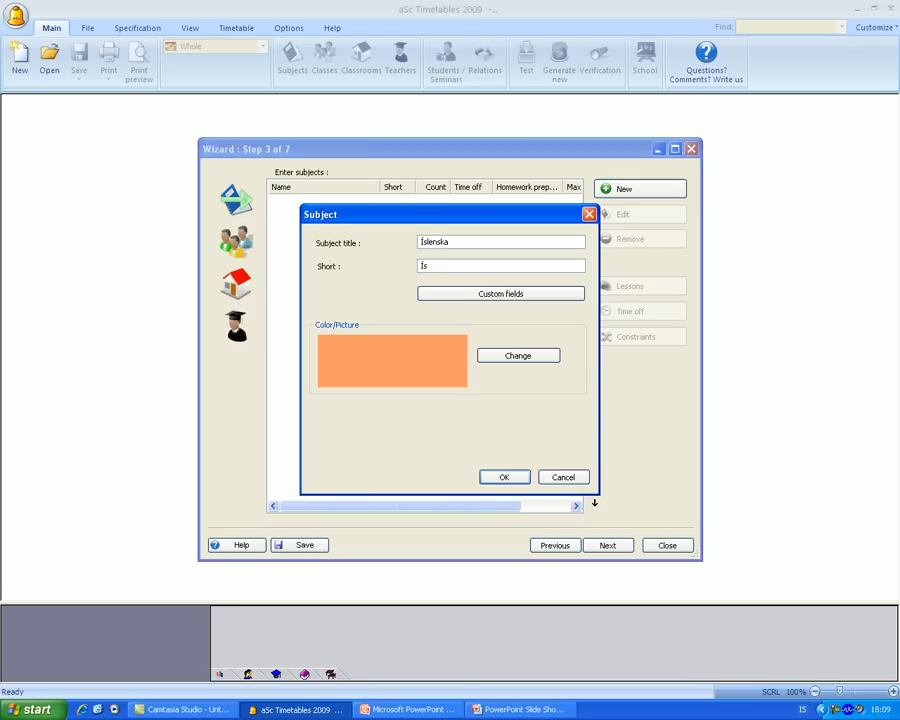 aSc Timetables 2009 -...
Main File Specification View Timetable Options Help Find: Customize
New Open Save Print Print preview Whole Subjects Classes Classrooms Teachers Students / Seminars Relations Test Generate new Verification School Questions? Comments? Write us
Wizard : Step 3 of 7
Enter subjects :
Name Short Count Time off Homework prep... Max
New
Edit
Remove
Lessons
Time off
Constraints
Subject
Subject title : Íslenska
Short : Ís
Custom fields
Color/Picture
Change
OK Cancel
Help Save Previous Next Close
Ready SCRL 100%
start Camtasia Studio - Unt... aSc Timetables 2009 ... Microsoft PowerPoint ... PowerPoint Slide Sho... IS 18:09